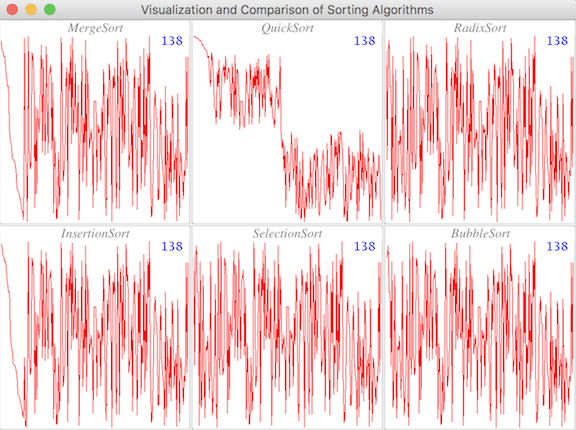 Visualization and Comparison of Sorting Algorithms
MergeSort
138
QuickSort
138
RadixSort
138
InsertionSort
138
SelectionSort
138
BubbleSort
138